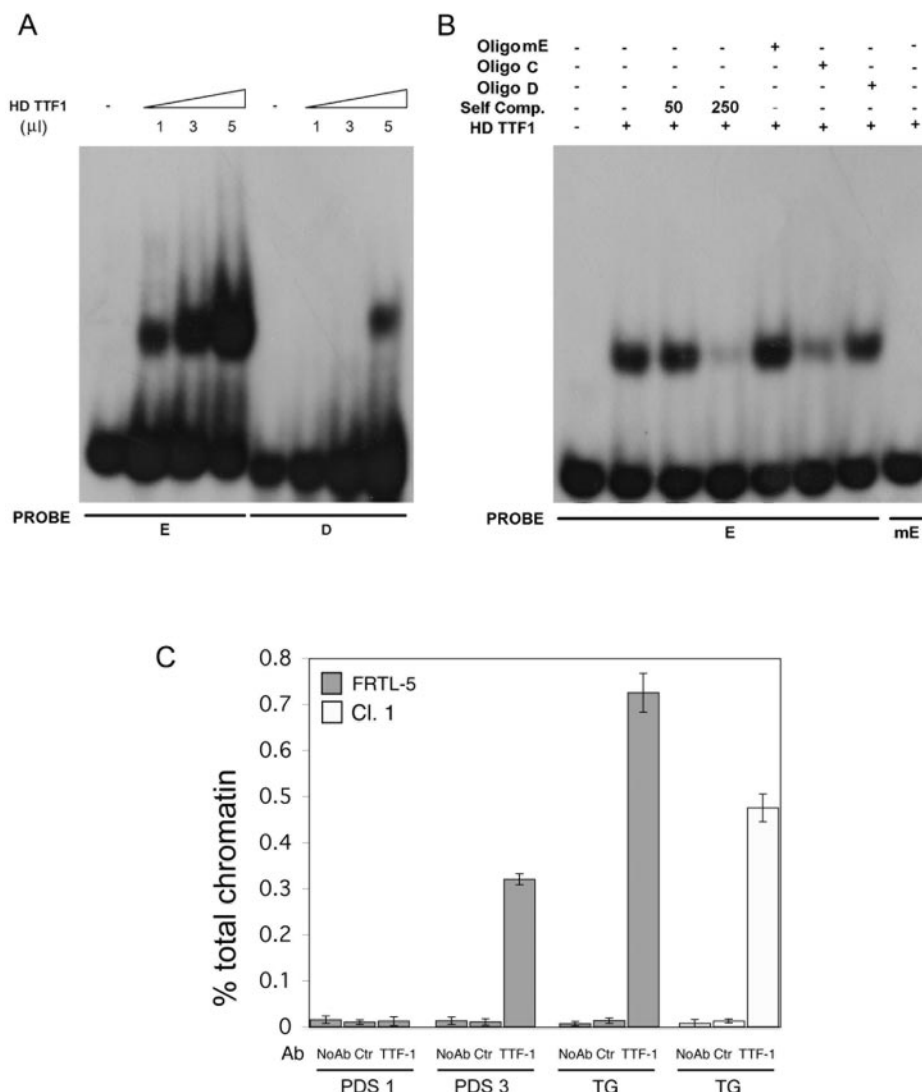 A
HD TTF1 - -
(μl) 1 3 5 1 3 5
PROBE
E D
B
Oligo mE - - - - + - - -
Oligo C - - - - - + - -
Oligo D - - - - - - + -
Self Comp. - - 50 250 - - - -
HD TTF1 - + + + + + + +
PROBE
E mE
C
% total chromatin
0.8
0.7
0.6
0.5
0.4
0.3
0.2
0.1
0
FRTL-5
Cl. 1
Ab NoAb Ctr TTF-1 NoAb Ctr TTF-1 NoAb Ctr TTF-1 NoAb Ctr TTF-1
PDS 1 PDS 3 TG TG